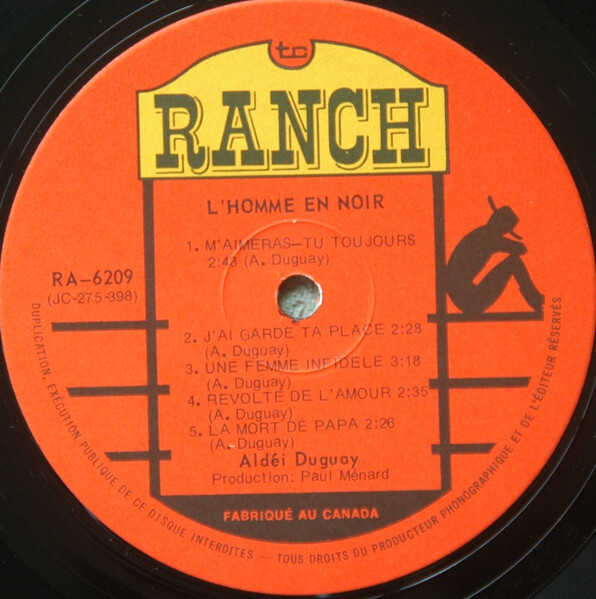 tc
RANCH
L'HOMME EN NOIR
1. M'AIMERAS-TU TOUJOURS
2:43 (A. Duguay)
RA-6209
(JC-275-398)
2. J'AI GARDE TA PLACE 2:28
(A. Duguay)
3. UNE FEMME INFIDELE 3:18
(A. Duguay)
4. REVOLTE DE L'AMOUR 2:35
(A. Duguay)
5. LA MORT DE PAPA 2:26
(A. Duguay)
Aldéi Duguay
Production: Paul Ménard
FABRIQUÉ AU CANADA
DUPLICATION, EXÉCUTION PUBLIQUE DE CE DISQUE INTERDITES – TOUS DROITS DU PRODUCTEUR PHONOGRAPHIQUE ET DE L'ÉDITEUR RÉSERVÉS